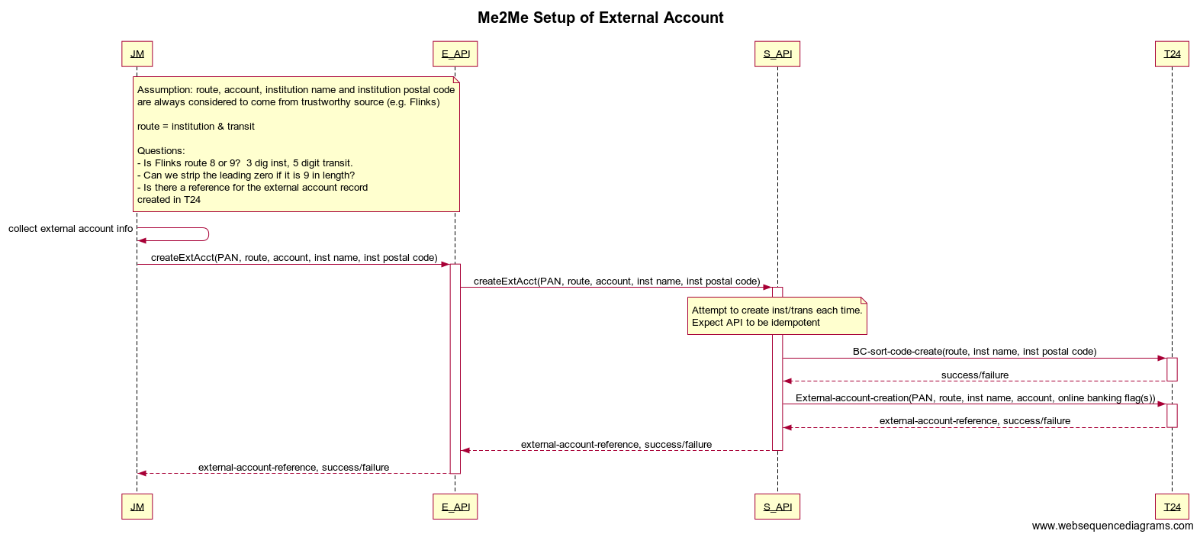 Me2Me Setup of External Account
JM
E_API
S_API
T24
Assumption: route, account, institution name and institution postal code
are always considered to come from trustworthy source (e.g. Flinks)
route = institution & transit
Questions:
- Is Flinks route 8 or 9?  3 dig inst, 5 digit transit.
- Can we strip the leading zero if it is 9 in length?
- Is there a reference for the external account record
created in T24
collect external account info
createExtAcct(PAN, route, account, inst name, inst postal code)
createExtAcct(PAN, route, account, inst name, inst postal code)
Attempt to create inst/trans each time.
Expect API to be idempotent
BC-sort-code-create(route, inst name, inst postal code)
success/failure
External-account-creation(PAN, route, inst name, account, online banking flag(s))
external-account-reference, success/failure
external-account-reference, success/failure
external-account-reference, success/failure
JM
E_API
S_API
T24
www.websequencediagrams.com